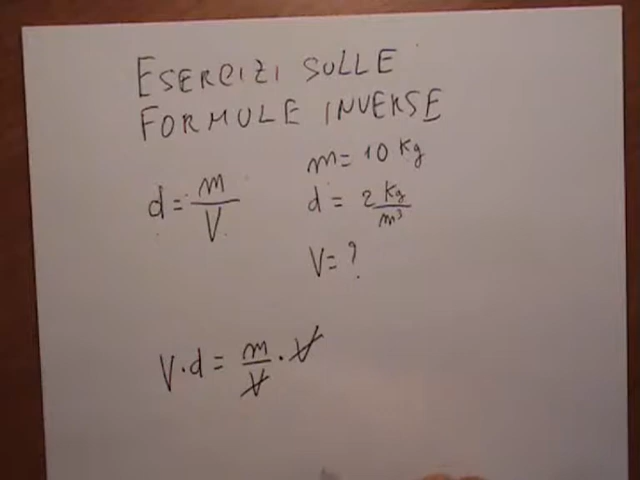 ESERCIZI SULLE
FORMULE INVERSE
d = m/V
m = 10 Kg
d = 2 Kg/m³
V = ?
V · d = m/V · V